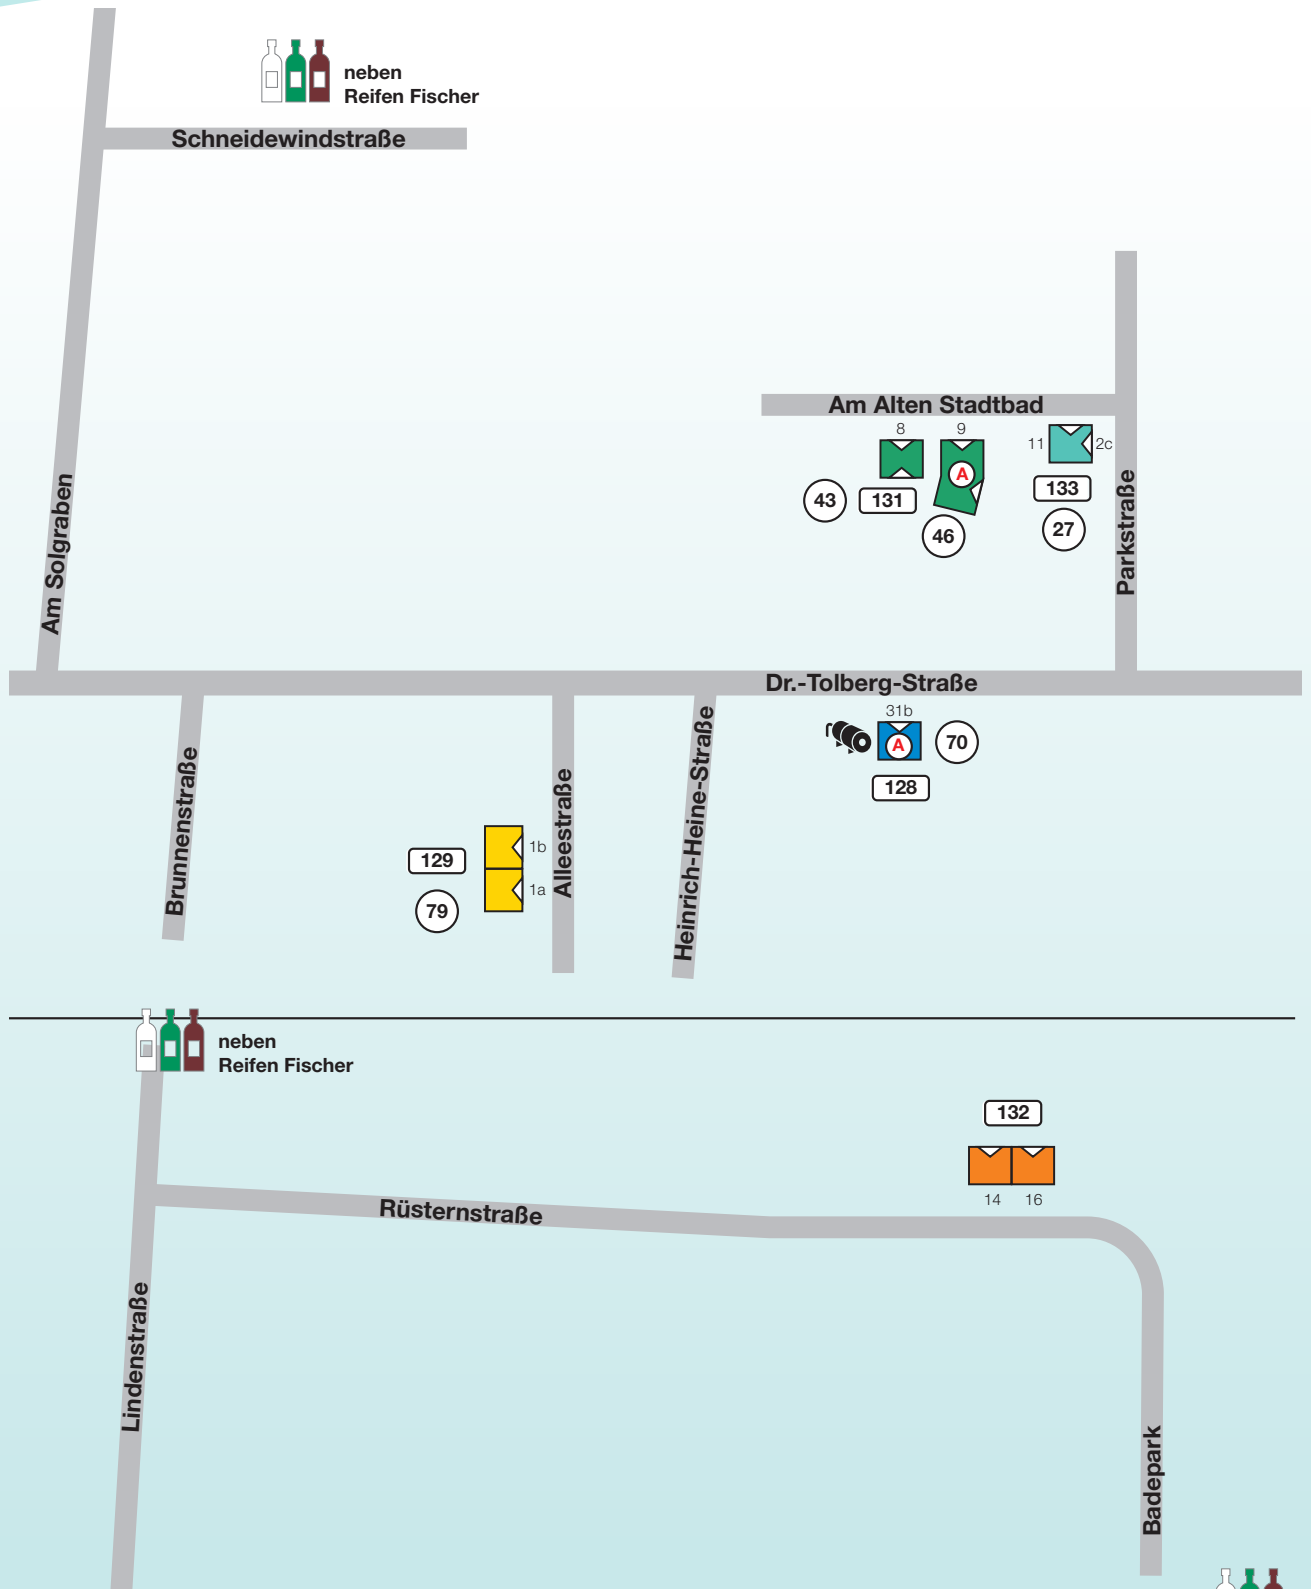 neben
Reifen Fischer
Schneidewindstraße
Am Solgraben
Am Alten Stadtbad
8
9
11
2c
A
43
131
133
46
27
Parkstraße
Dr.-Tolberg-Straße
31b
A
70
128
Brunnenstraße
Alleestraße
Heinrich-Heine-Straße
129
1b
1a
79
neben
Reifen Fischer
132
14
16
Rüsternstraße
Lindenstraße
Badepark